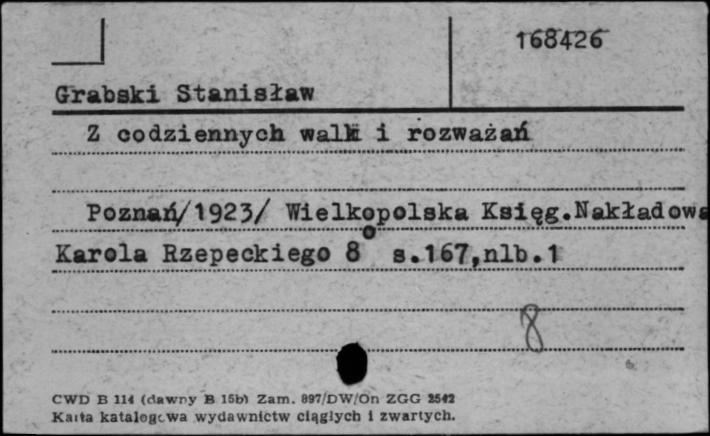 168426
Grabski Stanisław
Z codziennych walk i rozważań
Poznań/1923/ Wielkopolska Księg.Nakładowa
Karola Rzepeckiego 8° s.167,nlb.1
8
CWD B 114 (dawny B 15b) Zam. 897/DW/On ZGG 2542
Karta katalogowa wydawnictw ciągłych i zwartych.